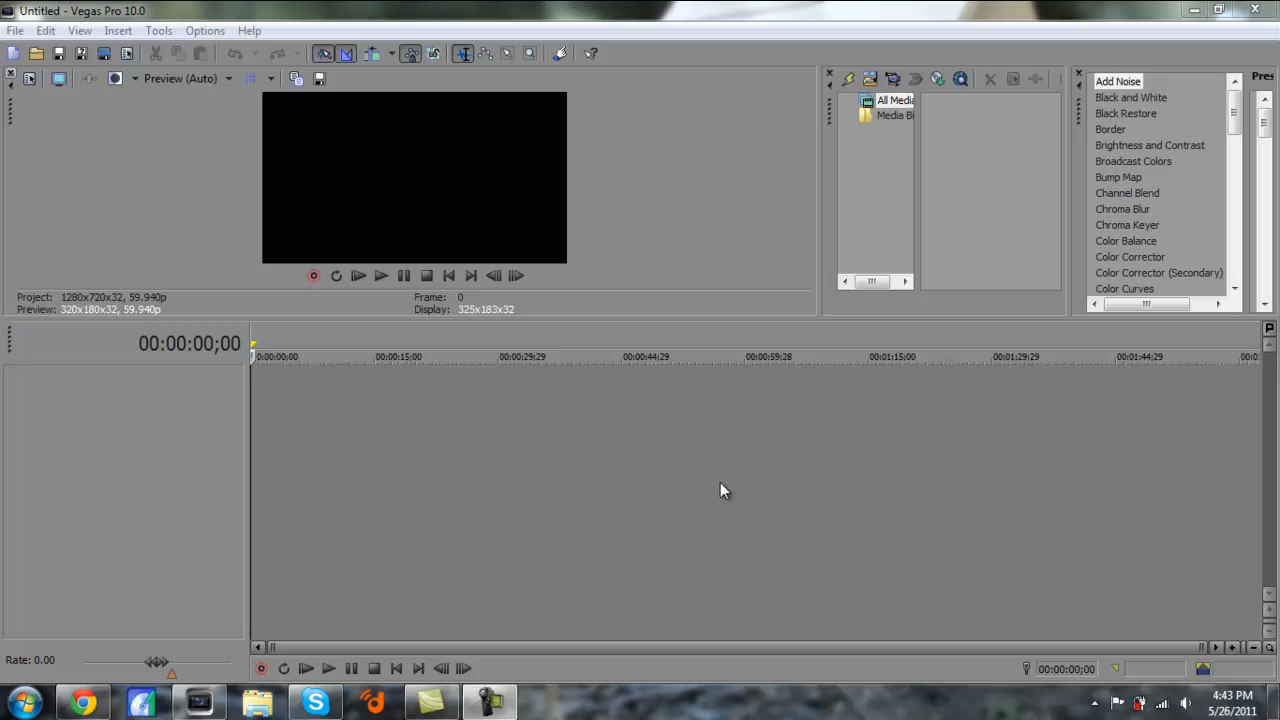 Untitled - Vegas Pro 10.0
File Edit View Insert Tools Options Help
Preview (Auto)
Project: 1280x720x32, 59.940p
Preview: 320x180x32, 59.940p
Frame: 0
Display: 325x183x32
All Media
Media Bi
Add Noise
Black and White
Black Restore
Border
Brightness and Contrast
Broadcast Colors
Bump Map
Channel Blend
Chroma Blur
Chroma Keyer
Color Balance
Color Corrector
Color Corrector (Secondary)
Color Curves
Pres
00:00:00;00
00:00:00;00 00:00:15;00 00:00:29;29 00:00:44;29 00:00:59;28 00:01:15;00 00:01:29;29 00:01:44;29 00:0
Rate: 0.00
00:00:00;00
4:43 PM
5/26/2011